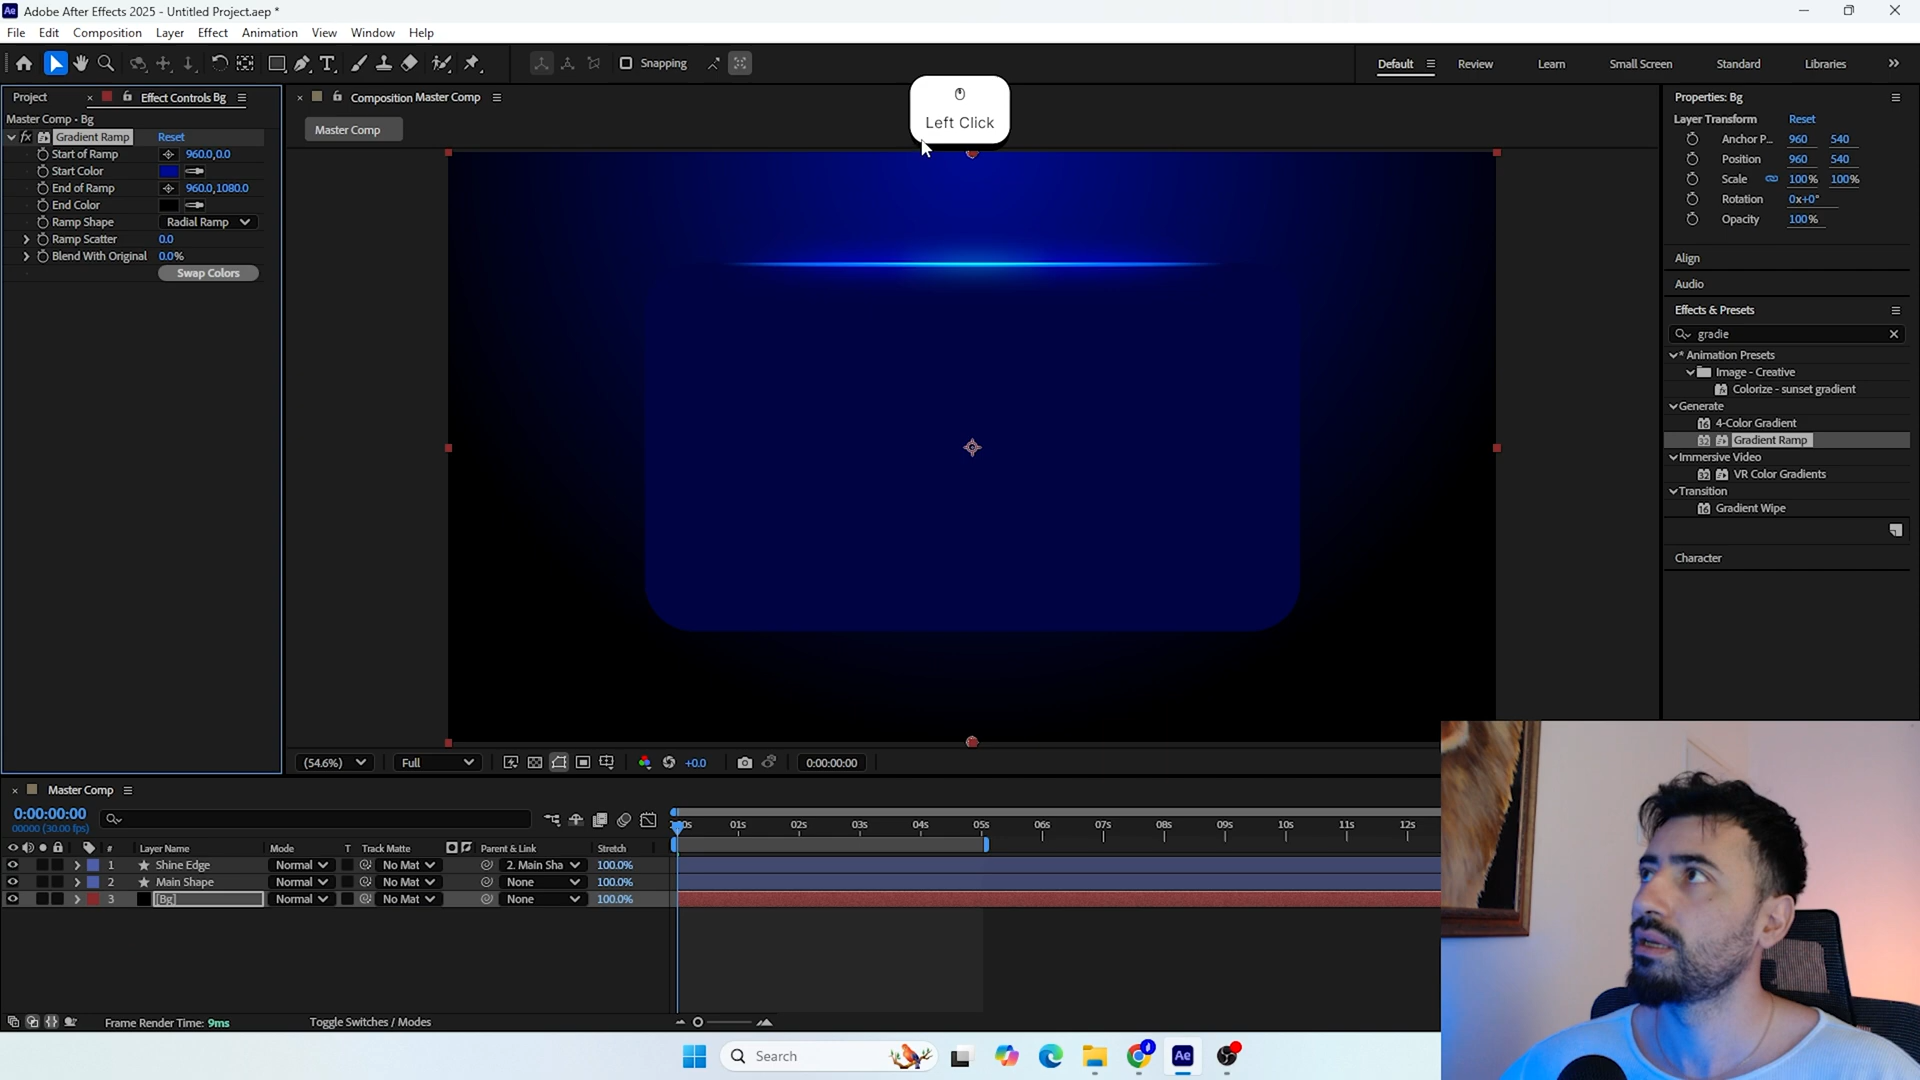 Adobe After Effects 2025 - Untitled Project.aep *
File Edit Composition Layer Effect Animation View Window Help
Snapping
Default Review Learn Small Screen Standard Libraries
Left Click
Project Effect Controls Bg
Master Comp • Bg
fx Gradient Ramp Reset
Start of Ramp 960.0,0.0
Start Color
End of Ramp 960.0,1080.0
End Color
Ramp Shape Radial Ramp
Ramp Scatter 0.0
Blend With Original 0.0%
Swap Colors
Composition Master Comp
Master Comp
(54.6%) Full +0.0 0:00:00:00
Properties: Bg
Layer Transform Reset
Anchor P... 960 540
Position 960 540
Scale 100% 100%
Rotation 0x+0°
Opacity 100%
Align
Audio
Effects & Presets
gradie
* Animation Presets
Image - Creative
Colorize - sunset gradient
Generate
4-Color Gradient
Gradient Ramp
Immersive Video
VR Color Gradients
Transition
Gradient Wipe
Character
Master Comp
0:00:00:00
00000 (30.00 fps)
01s 02s 03s 04s 05s 06s 07s 08s 09s 10s 11s 12s
# Layer Name Mode T Track Matte Parent & Link Stretch
1 Shine Edge Normal No Mat 2. Main Sha 100.0%
2 Main Shape Normal No Mat None 100.0%
3 [Bg] Normal No Mat None 100.0%
Frame Render Time: 9ms Toggle Switches / Modes
Search
Ae